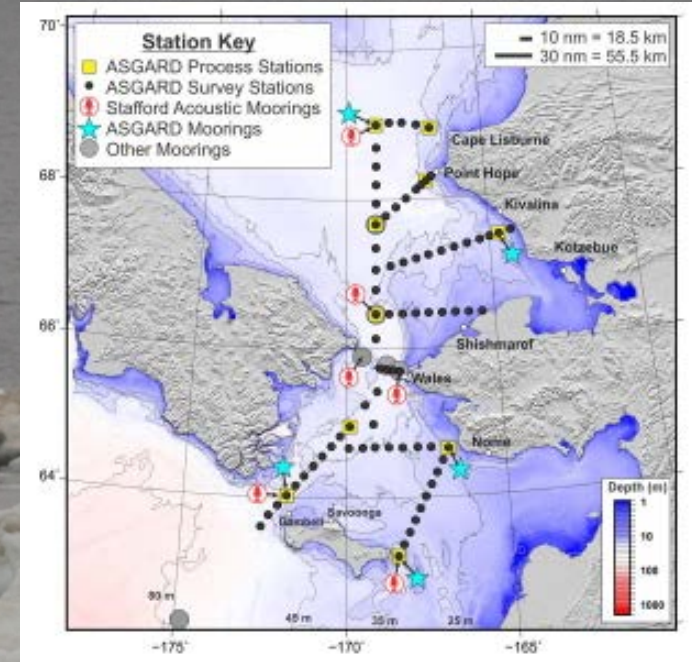 Station Key
ASGARD Process Stations
ASGARD Survey Stations
Stafford Acoustic Moorings
ASGARD Moorings
Other Moorings
10 nm = 18.5 km
30 nm = 55.5 km
70˚
68˚
66˚
64˚
Cape Lisburne
Point Hope
Kivalina
Kotzebue
Shishmaref
Wales
Nome
Gambell
Savoonga
80 m
45 m
35 m
25 m
Depth (m)
1
10
100
1000
−175˚
−170˚
−165˚